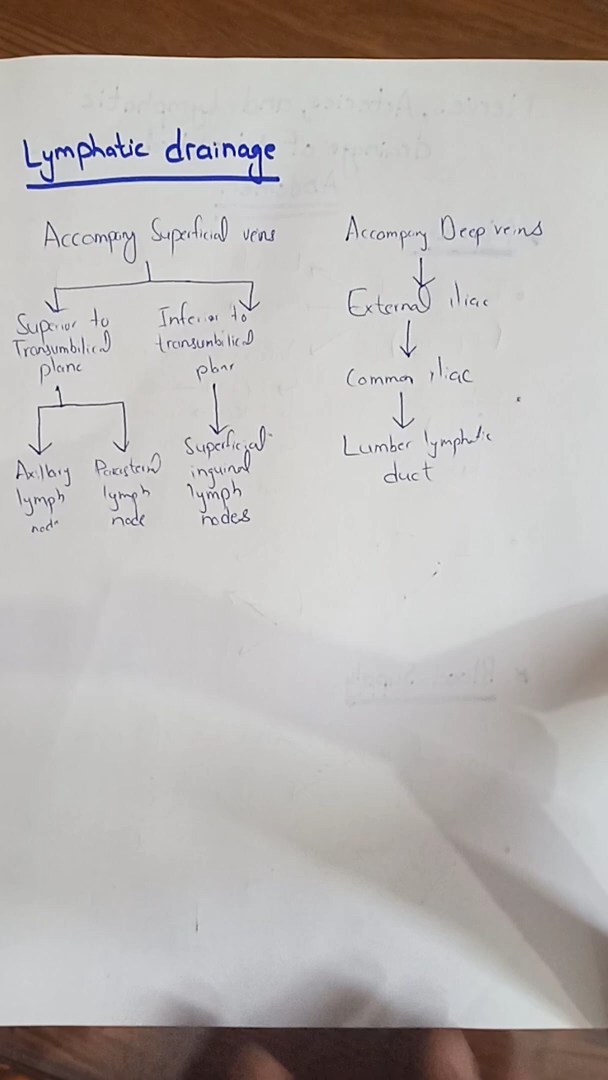 Lymphatic drainage
Accompany Superficial veins
Superior to
Transumbilical
plane
Inferior to
transumbilical
plane
Axillary
lymph
node
Parasternal
lymph
node
Superficial
inguinal
lymph
nodes
Accompany Deep veins
External iliac
Common iliac
Lumber lymphatic
duct